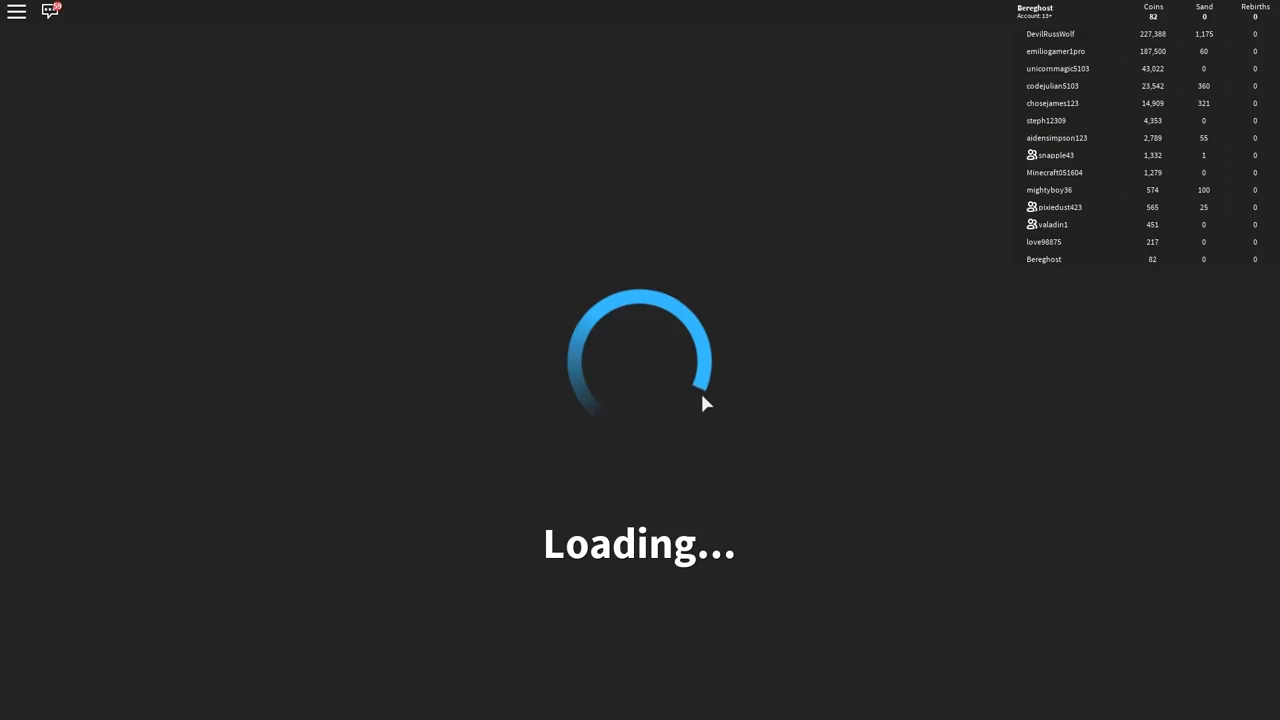 59
Bereghost Coins Sand Rebirths
Account: 13+ 82 0 0
DevilRussWolf 227,388 1,175 0
emiliogamer1pro 187,500 60 0
unicornmagic5103 43,022 0 0
codejulian5103 23,542 360 0
chosejames123 14,909 321 0
steph12309 4,353 0 0
aidensimpson123 2,789 55 0
snapple43 1,332 1 0
Minecraft051604 1,279 0 0
mightyboy36 574 100 0
pixiedust423 565 25 0
valadin1 451 0 0
love98875 217 0 0
Bereghost 82 0 0
Loading...